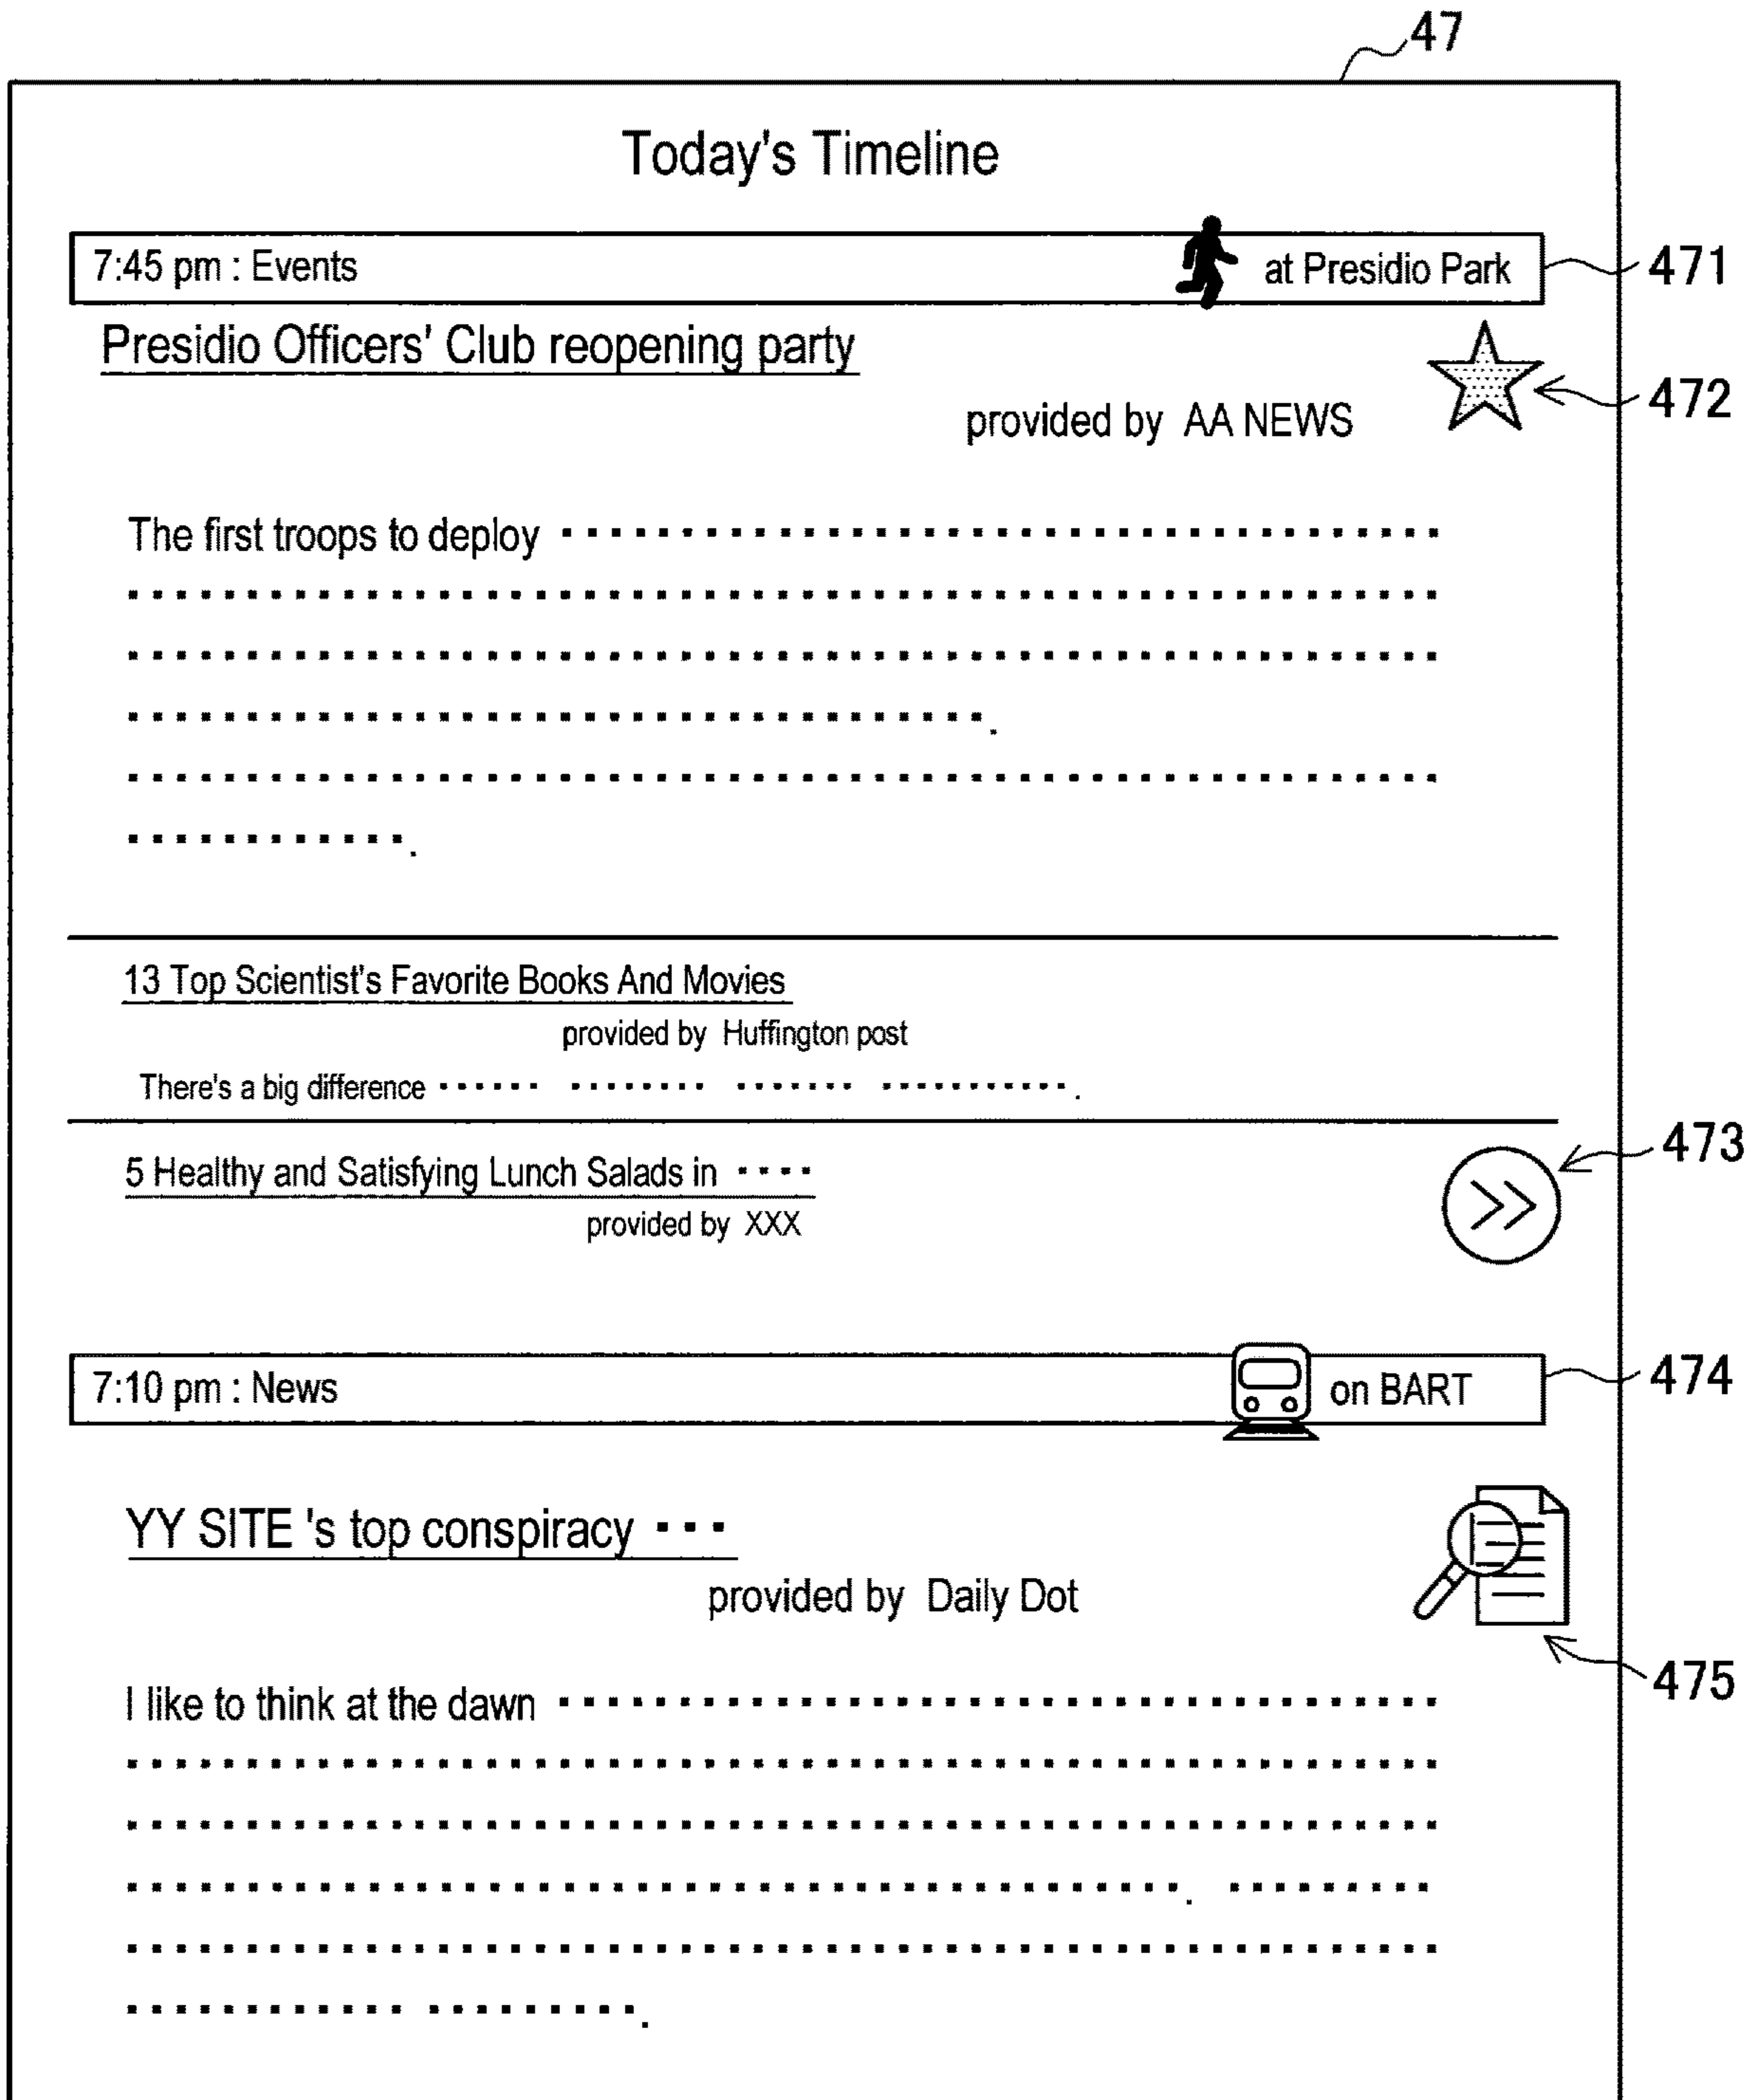 47
Today's Timeline
7:45 pm : Events at Presidio Park 471
Presidio Officers' Club reopening party
472
provided by AA NEWS
The first troops to deploy
13 Top Scientist's Favorite Books And Movies
provided by Huffington post
There's a big difference
473
5 Healthy and Satisfying Lunch Salads in
provided by XXX
7:10 pm : News on BART 474
YY SITE 's top conspiracy
provided by Daily Dot
475
I like to think at the dawn